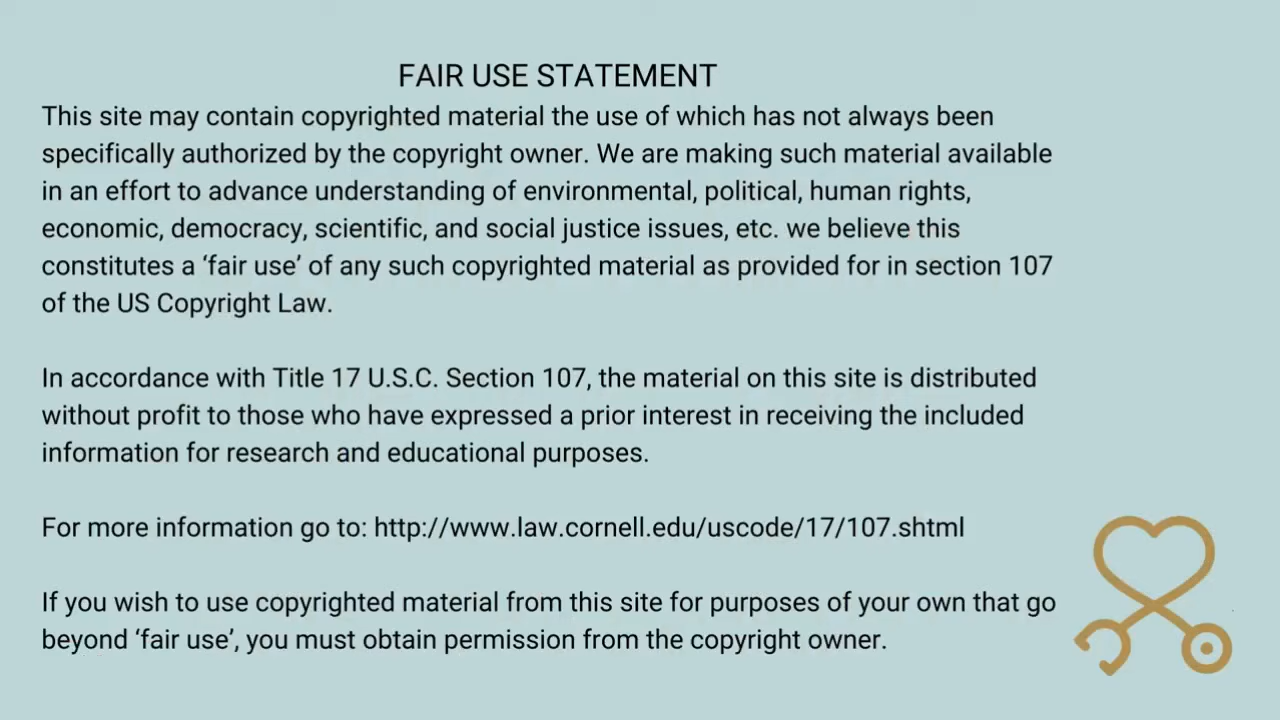 FAIR USE STATEMENT
This site may contain copyrighted material the use of which has not always been
specifically authorized by the copyright owner. We are making such material available
in an effort to advance understanding of environmental, political, human rights,
economic, democracy, scientific, and social justice issues, etc. we believe this
constitutes a ‘fair use’ of any such copyrighted material as provided for in section 107
of the US Copyright Law.
In accordance with Title 17 U.S.C. Section 107, the material on this site is distributed
without profit to those who have expressed a prior interest in receiving the included
information for research and educational purposes.
For more information go to: http://www.law.cornell.edu/uscode/17/107.shtml
If you wish to use copyrighted material from this site for purposes of your own that go
beyond ‘fair use’, you must obtain permission from the copyright owner.